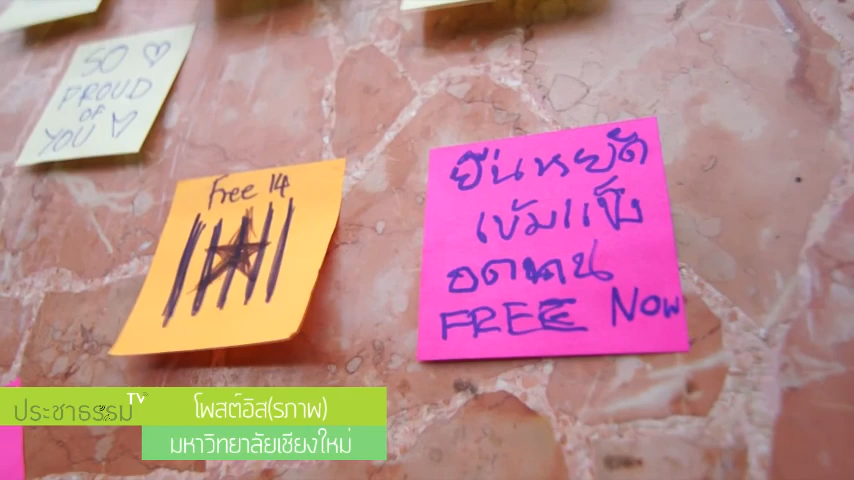 SO ♡
PROUD
OF
YOU ♡
Free 14
ยืนหยัด
เข้มแข็ง
อดทน
FREE NOW
ประชาธรรม TV
โพสต์อิส(รภาพ)
มหาวิทยาลัยเชียงใหม่